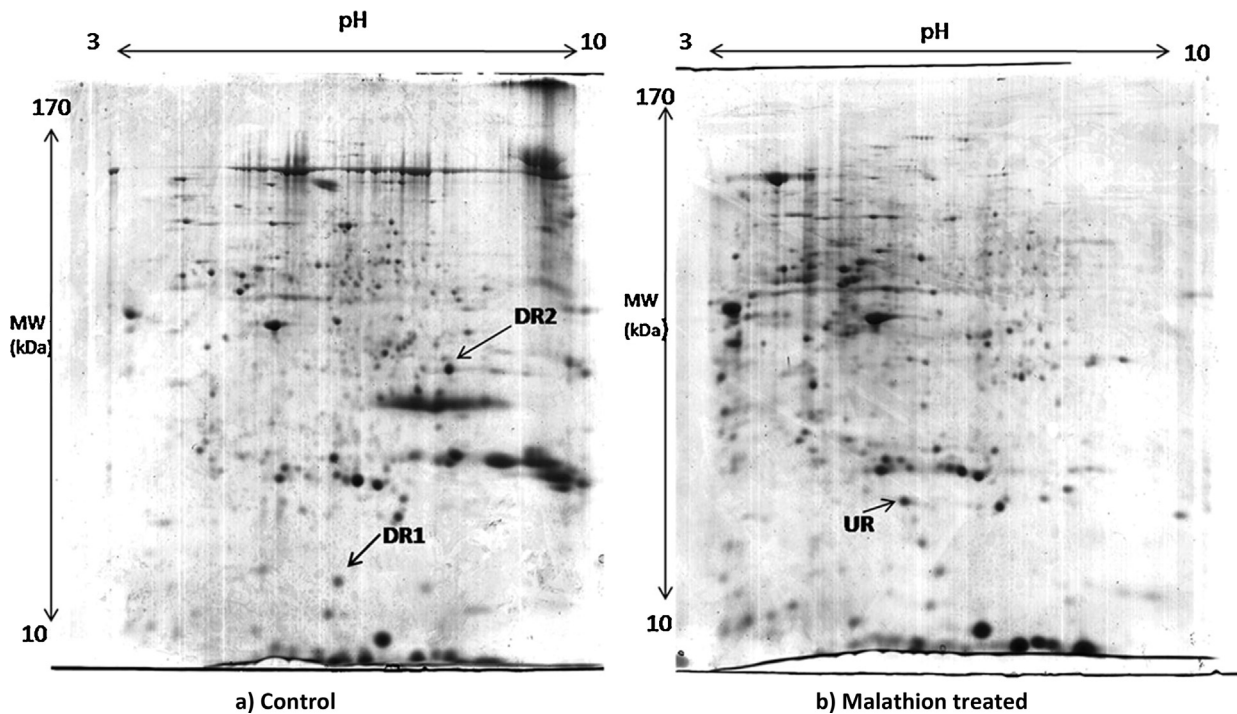 pH
3
10
170
MW
(kDa)
DR2
DR1
10
a) Control
pH
3
10
170
MW
(kDa)
UR
10
b) Malathion treated